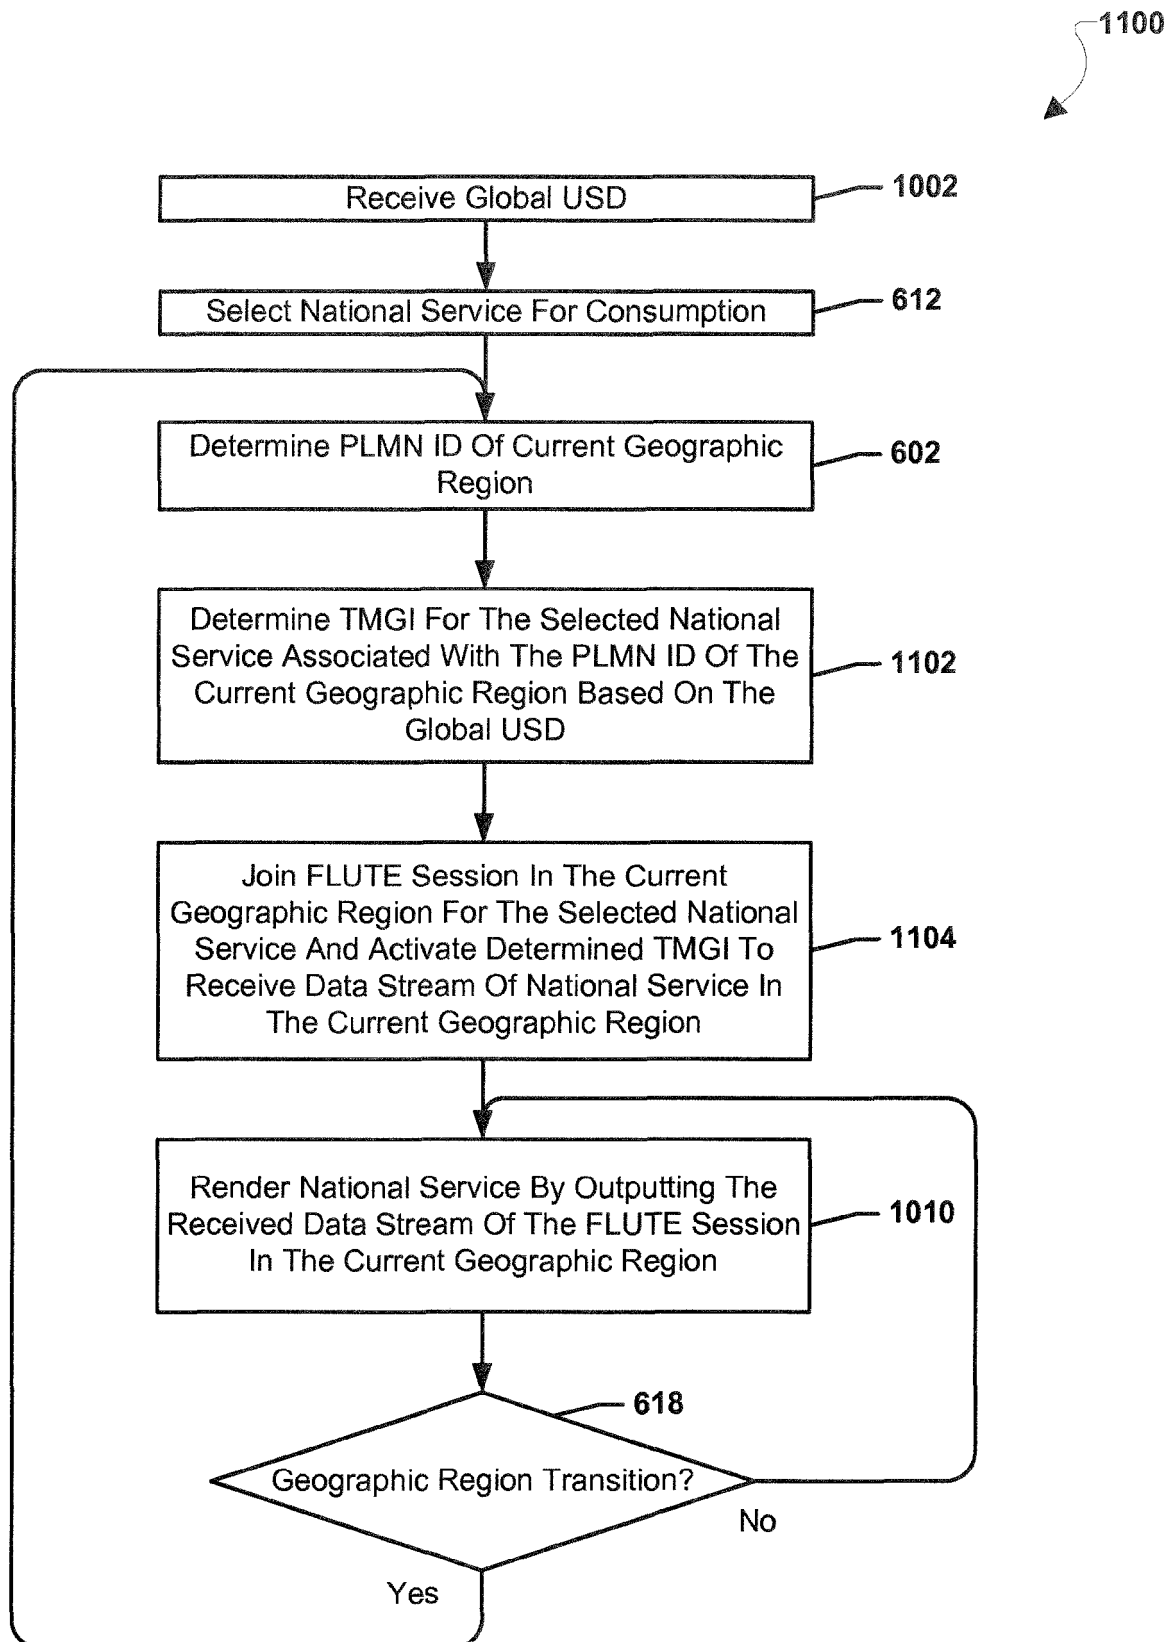 1100
Receive Global USD
1002
Select National Service For Consumption
612
Determine PLMN ID Of Current Geographic
Region
602
Determine TMGI For The Selected National
Service Associated With The PLMN ID Of The
Current Geographic Region Based On The
Global USD
1102
Join FLUTE Session In The Current
Geographic Region For The Selected National
Service And Activate Determined TMGI To
Receive Data Stream Of National Service In
The Current Geographic Region
1104
Render National Service By Outputting The
Received Data Stream Of The FLUTE Session
In The Current Geographic Region
1010
618
Geographic Region Transition?
No
Yes